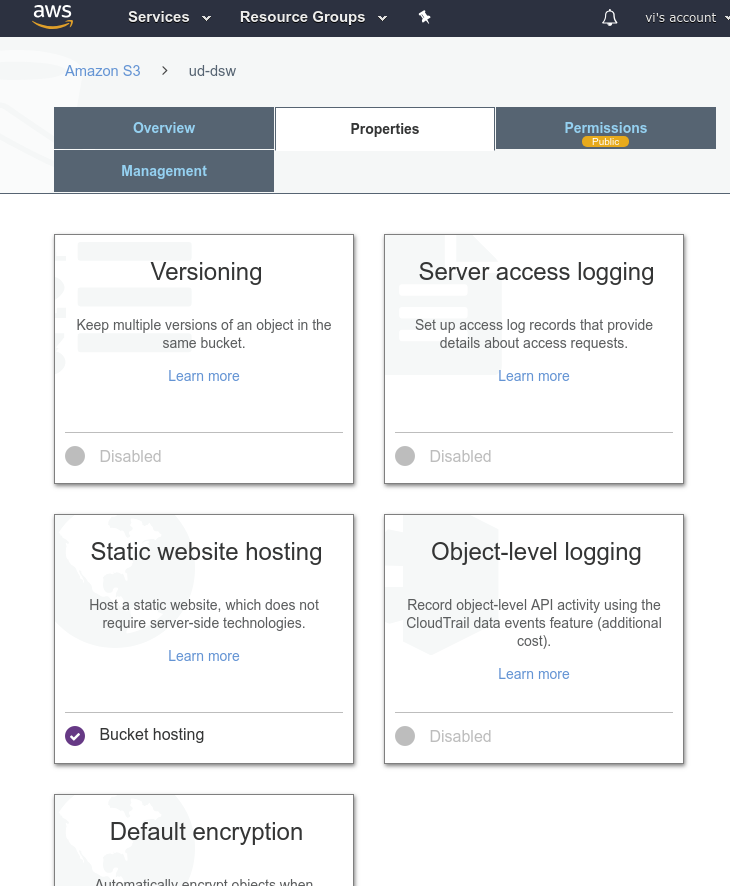 aws Services Resource Groups vi's account
Amazon S3 > ud-dsw
Overview Properties Permissions
Public
Management
Versioning
Keep multiple versions of an object in the
same bucket.
Learn more
Disabled
Server access logging
Set up access log records that provide
details about access requests.
Learn more
Disabled
Static website hosting
Host a static website, which does not
require server-side technologies.
Learn more
Bucket hosting
Object-level logging
Record object-level API activity using the
CloudTrail data events feature (additional
cost).
Learn more
Disabled
Default encryption
Automatically encrypt objects when